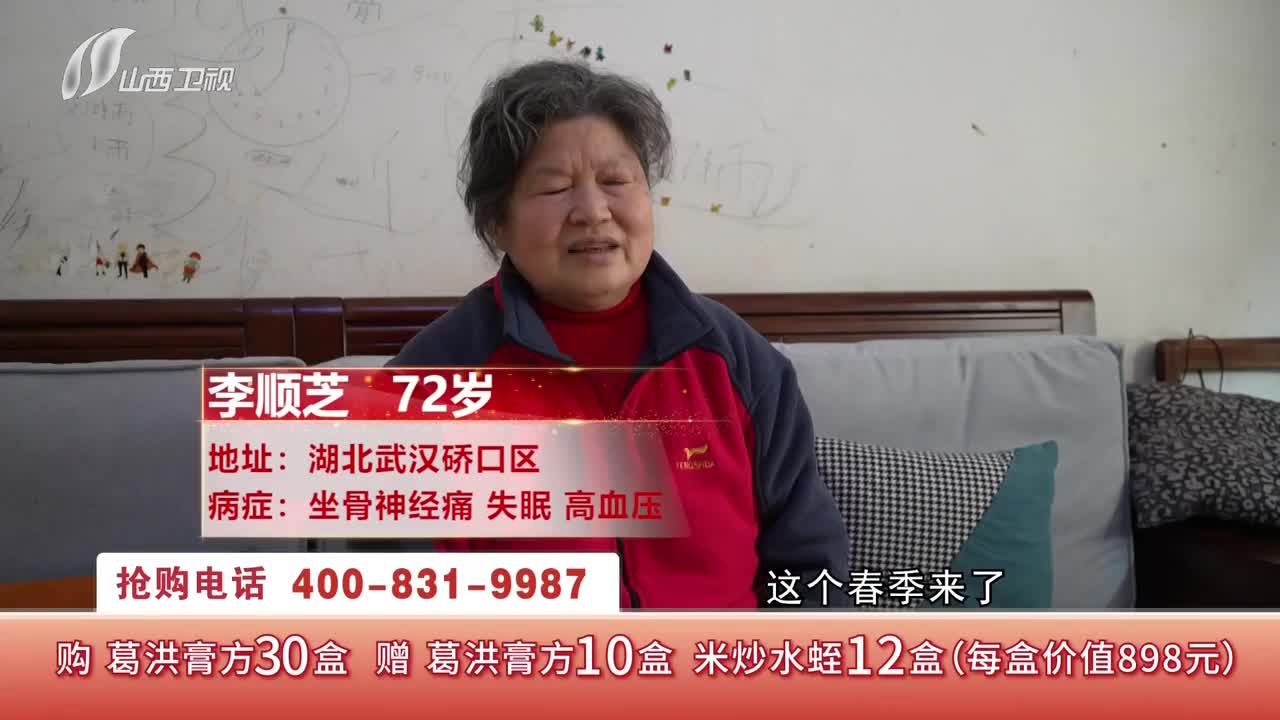 山西卫视
雨
雨
李顺芝 72岁
地址：湖北武汉硚口区
病症：坐骨神经痛 失眠 高血压
抢购电话 400-831-9987
这个春季来了
购 葛洪膏方30盒 赠 葛洪膏方10盒 米炒水蛭12盒(每盒价值898元)